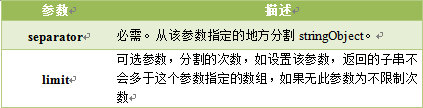 参数 描述
separator 必需。 从该参数指定的地方分割 stringObject。
可选参数，分割的次数，如设置该参数，返回的子串不
limit 会多于这个参数指定的数组，如果无此参数为不限制次
数